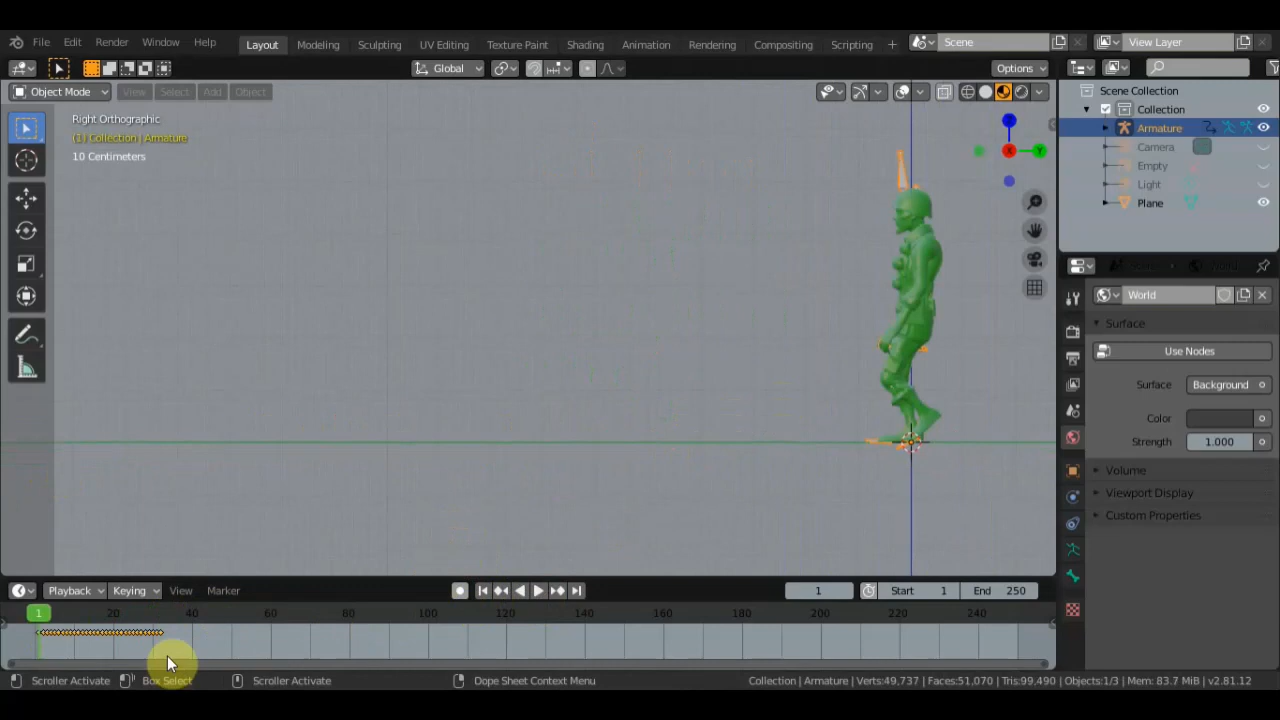 File Edit Render Window Help Layout Modeling Sculpting UV Editing Texture Paint Shading Animation Rendering Compositing Scripting + Scene View Layer
Global Options
Object Mode View Select Add Object
Right Orthographic
(1) Collection | Armature
10 Centimeters
Z
X
Y
Scene Collection
Collection
Armature
Camera
Empty
Light
Plane
World
Surface
Use Nodes
Surface Background
Color
Strength 1.000
Volume
Viewport Display
Custom Properties
Playback Keying View Marker 1 Start 1 End 250
1 20 40 60 80 100 120 140 160 180 200 220 240
Scroller Activate Box Select Scroller Activate Dope Sheet Context Menu Collection | Armature | Verts:49,737 | Faces:51,070 | Tris:99,490 | Objects:1/3 | Mem: 83.7 MiB | v2.81.12